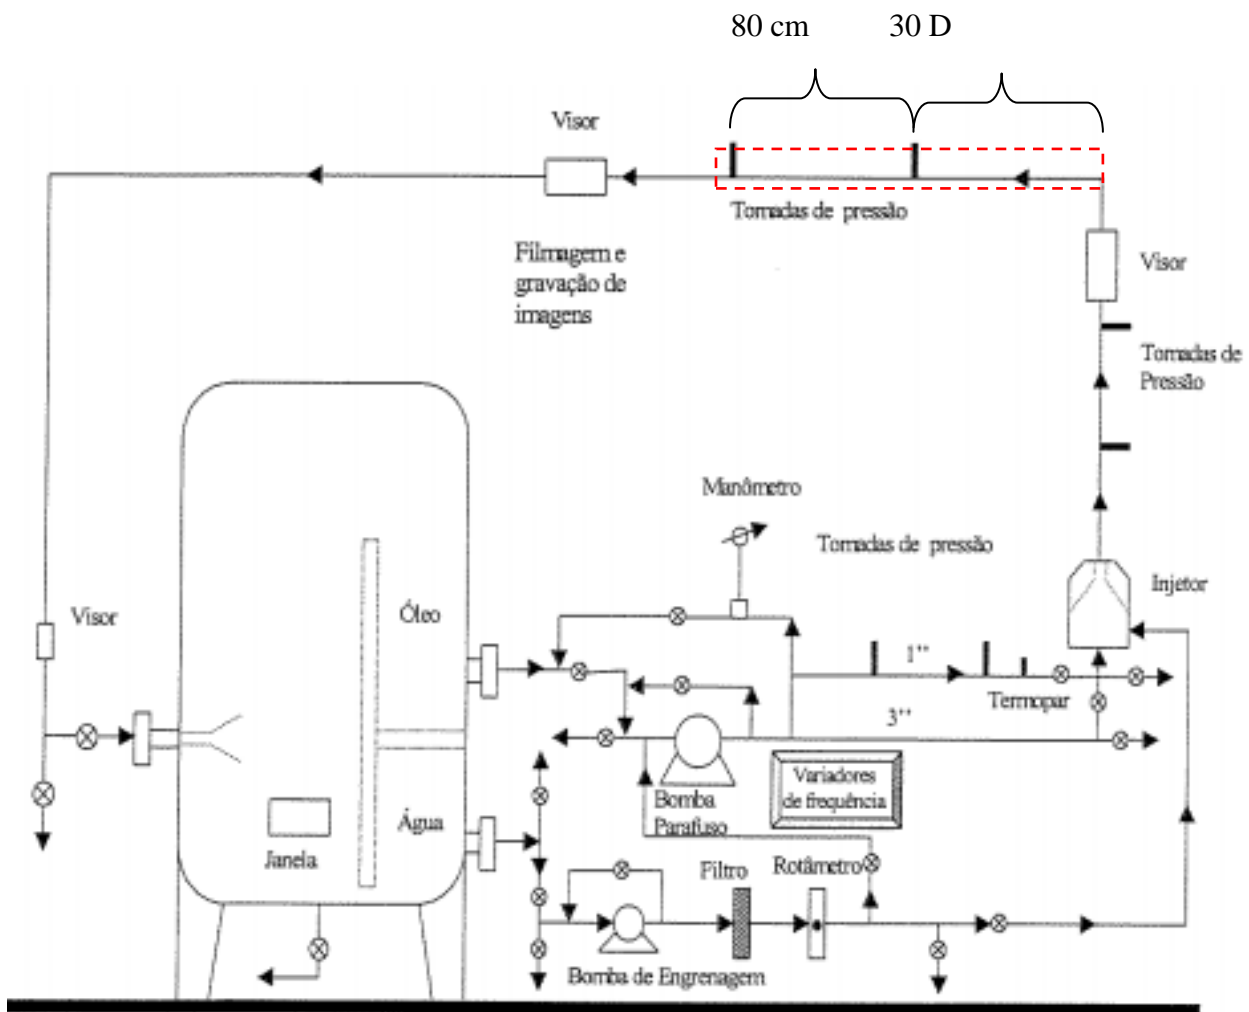 80 cm
30 D
Visor
Tomadas de pressão
Filmagem e
gravação de
imagens
Visor
Tomadas de
Pressão
Manômetro
Tomadas de pressão
Injetor
Visor
Óleo
1’’
Termopar
3’’
Variadores
de frequência
Bomba
Parafuso
Água
Janela
Filtro
Rotâmetro
Bomba de Engrenagem